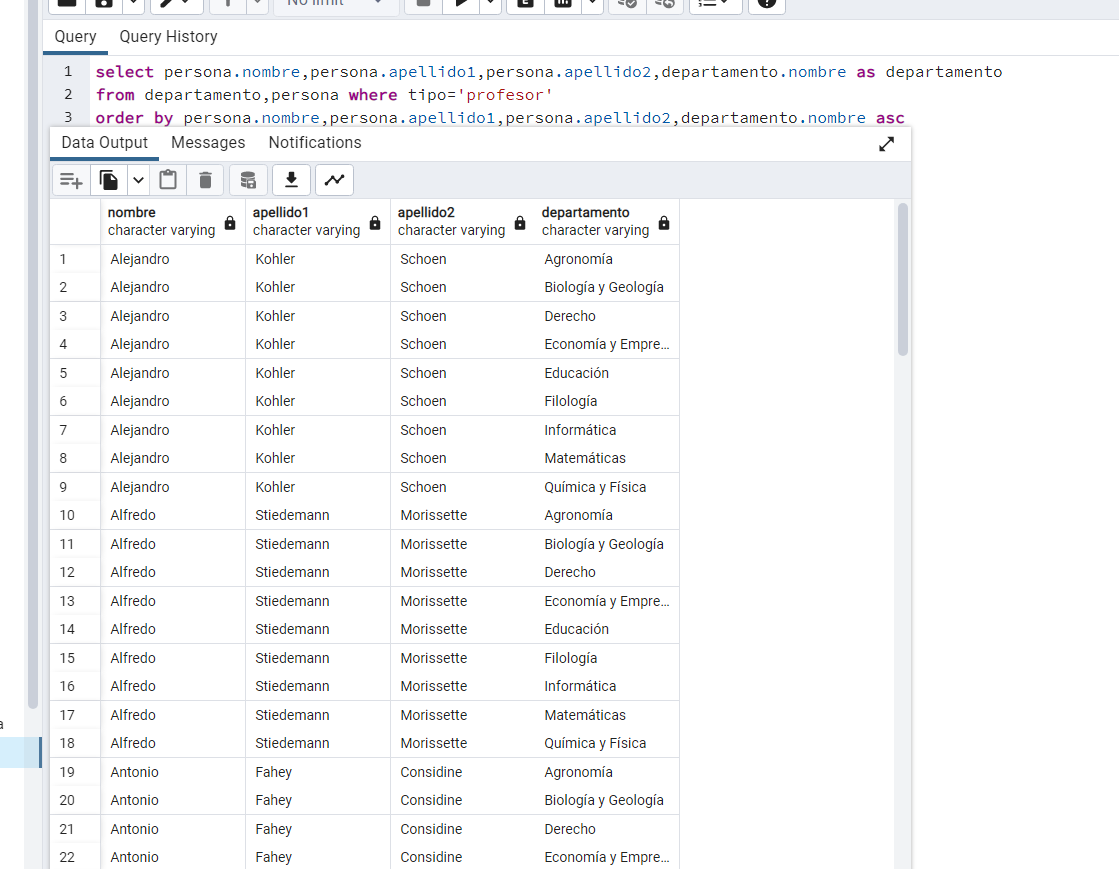 No limit
Query Query History
1 select persona.nombre,persona.apellido1,persona.apellido2,departamento.nombre as departamento
2 from departamento,persona where tipo='profesor'
3 order by persona.nombre,persona.apellido1,persona.apellido2,departamento.nombre asc
Data Output Messages Notifications
nombre apellido1 apellido2 departamento
character varying character varying character varying character varying
1 Alejandro Kohler Schoen Agronomía
2 Alejandro Kohler Schoen Biología y Geología
3 Alejandro Kohler Schoen Derecho
4 Alejandro Kohler Schoen Economía y Empre...
5 Alejandro Kohler Schoen Educación
6 Alejandro Kohler Schoen Filología
7 Alejandro Kohler Schoen Informática
8 Alejandro Kohler Schoen Matemáticas
9 Alejandro Kohler Schoen Química y Física
10 Alfredo Stiedemann Morissette Agronomía
11 Alfredo Stiedemann Morissette Biología y Geología
12 Alfredo Stiedemann Morissette Derecho
13 Alfredo Stiedemann Morissette Economía y Empre...
14 Alfredo Stiedemann Morissette Educación
15 Alfredo Stiedemann Morissette Filología
16 Alfredo Stiedemann Morissette Informática
17 Alfredo Stiedemann Morissette Matemáticas
18 Alfredo Stiedemann Morissette Química y Física
19 Antonio Fahey Considine Agronomía
20 Antonio Fahey Considine Biología y Geología
21 Antonio Fahey Considine Derecho
22 Antonio Fahey Considine Economía y Empre...